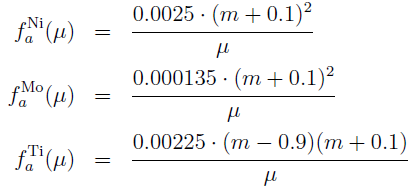 f_a^Ni(μ) = 0.0025 · (m + 0.1)^2 / μ
f_a^Mo(μ) = 0.000135 · (m + 0.1)^2 / μ
f_a^Ti(μ) = 0.00225 · (m − 0.9)(m + 0.1) / μ